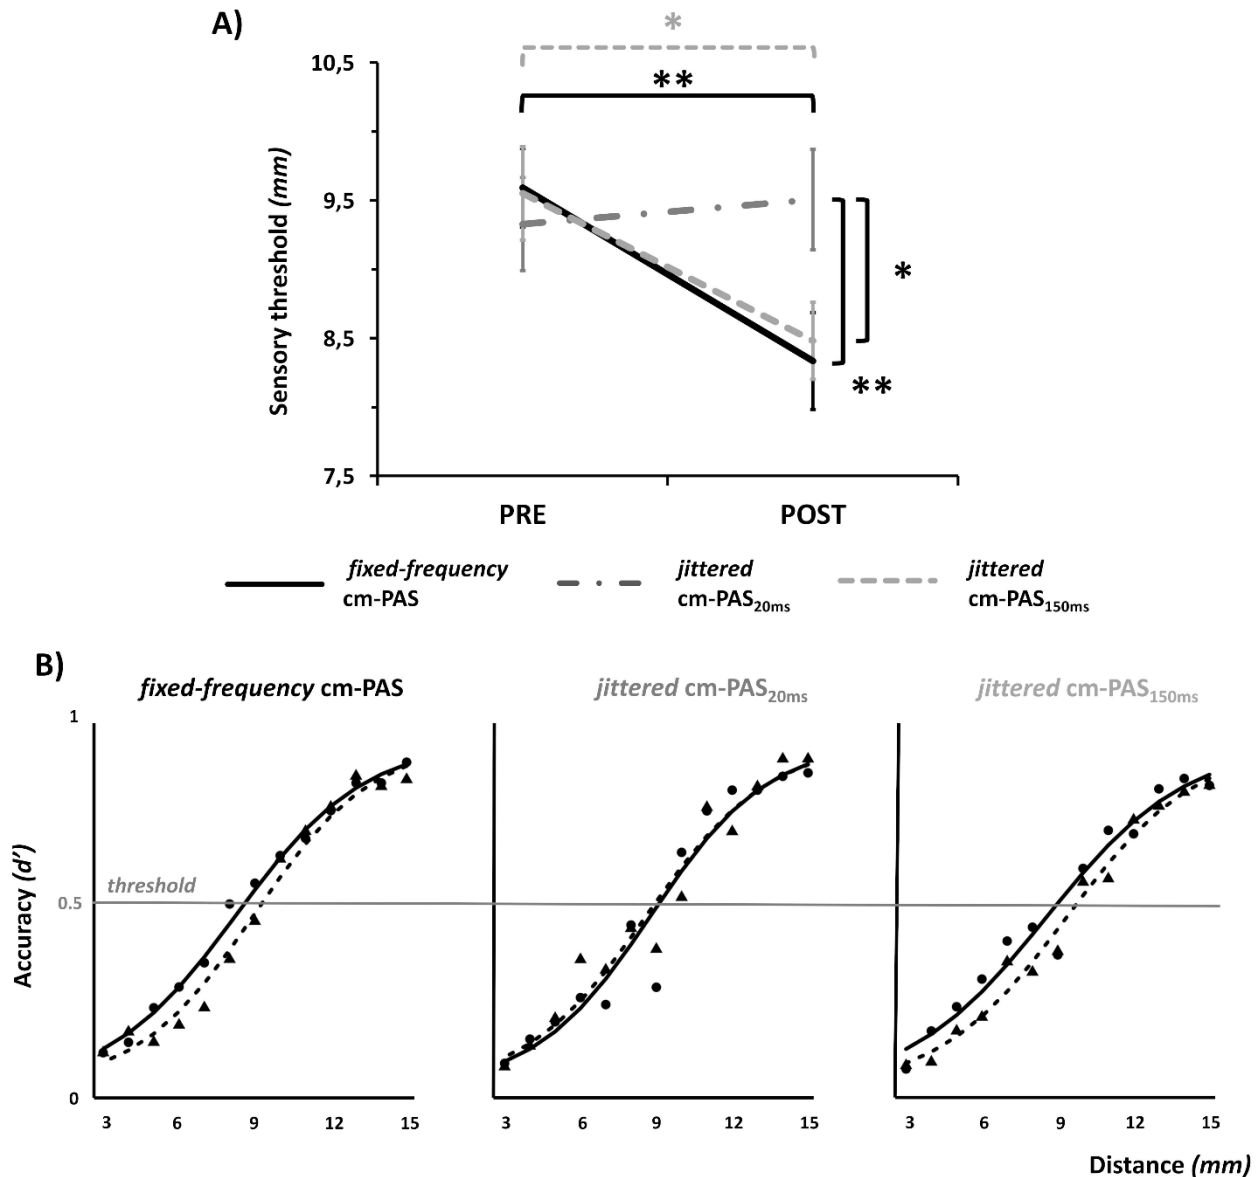 A)
*
**
10,5
9,5
8,5
7,5
Sensory threshold (mm)
*
**
PRE POST
fixed-frequency cm-PAS
jittered cm-PAS20ms
jittered cm-PAS150ms
B)
fixed-frequency cm-PAS
jittered cm-PAS20ms
jittered cm-PAS150ms
1
0.5
0
Accuracy (d')
threshold
3 6 9 12 15
3 6 9 12 15
3 6 9 12 15
Distance (mm)